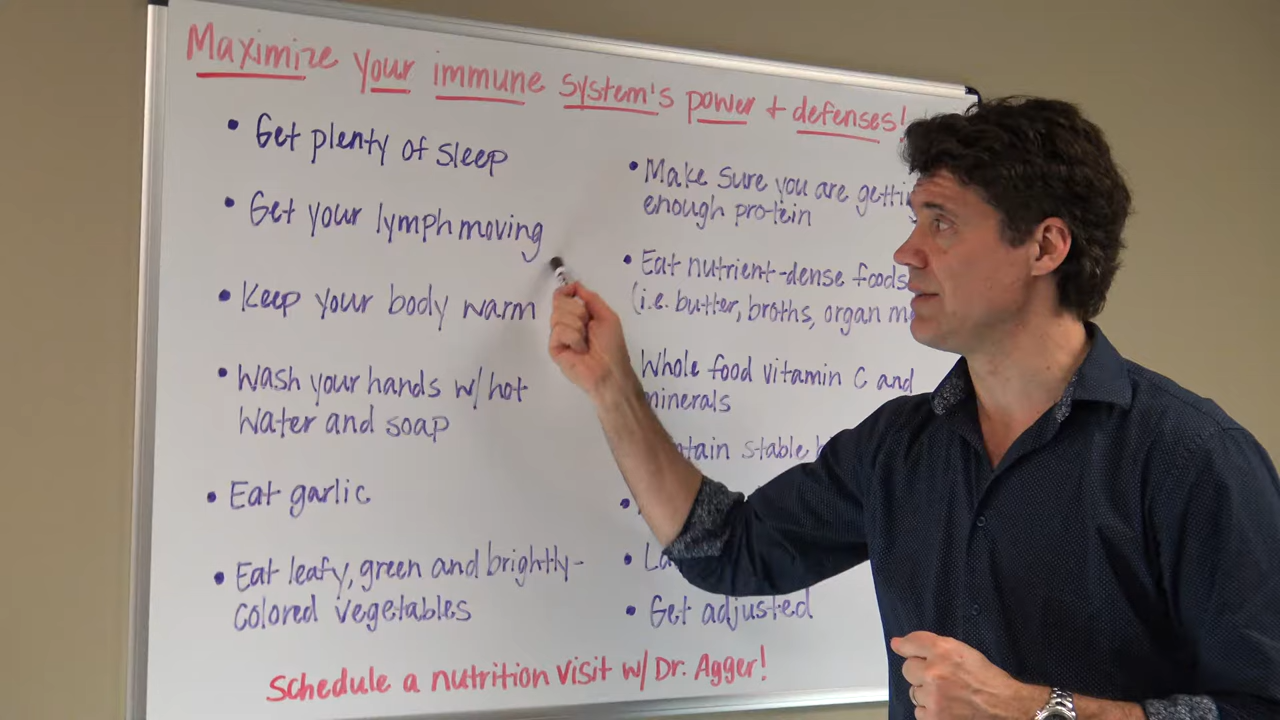 Maximize your immune system's power + defenses!
• Get plenty of sleep
• Get your lymph moving
• Keep your body warm
• Wash your hands w/ hot
water and soap
• Eat garlic
• Eat leafy, green and brightly-
colored vegetables
• Make sure you are
enough protein
• Eat nutrient-dense foods
(i.e. butter, broths, organ
Whole food vitamin C and
minerals
stable
• Get adjusted
Schedule a nutrition visit w/ Dr. Agger!